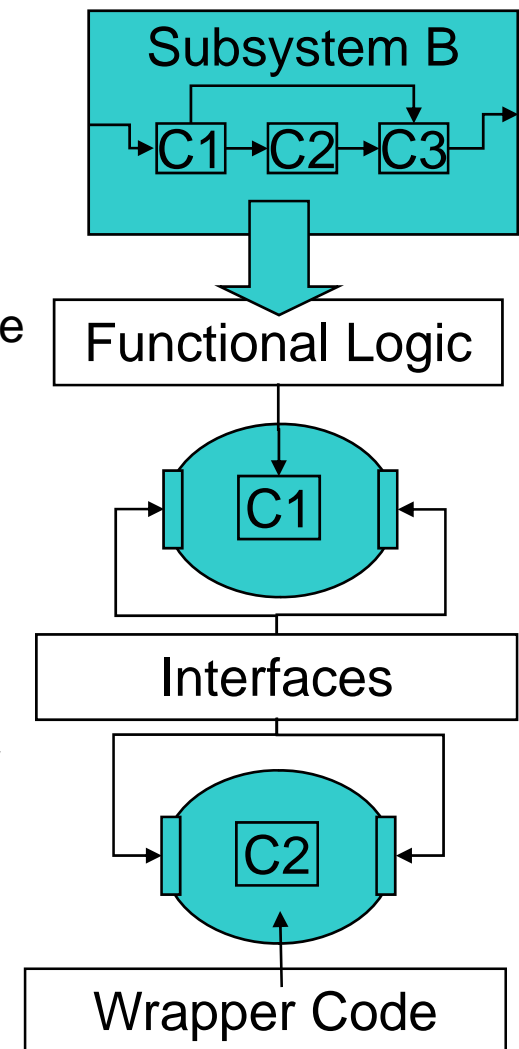 Subsystem B
C1 C2 C3
e
Functional Logic
C1
Interfaces
C2
Wrapper Code